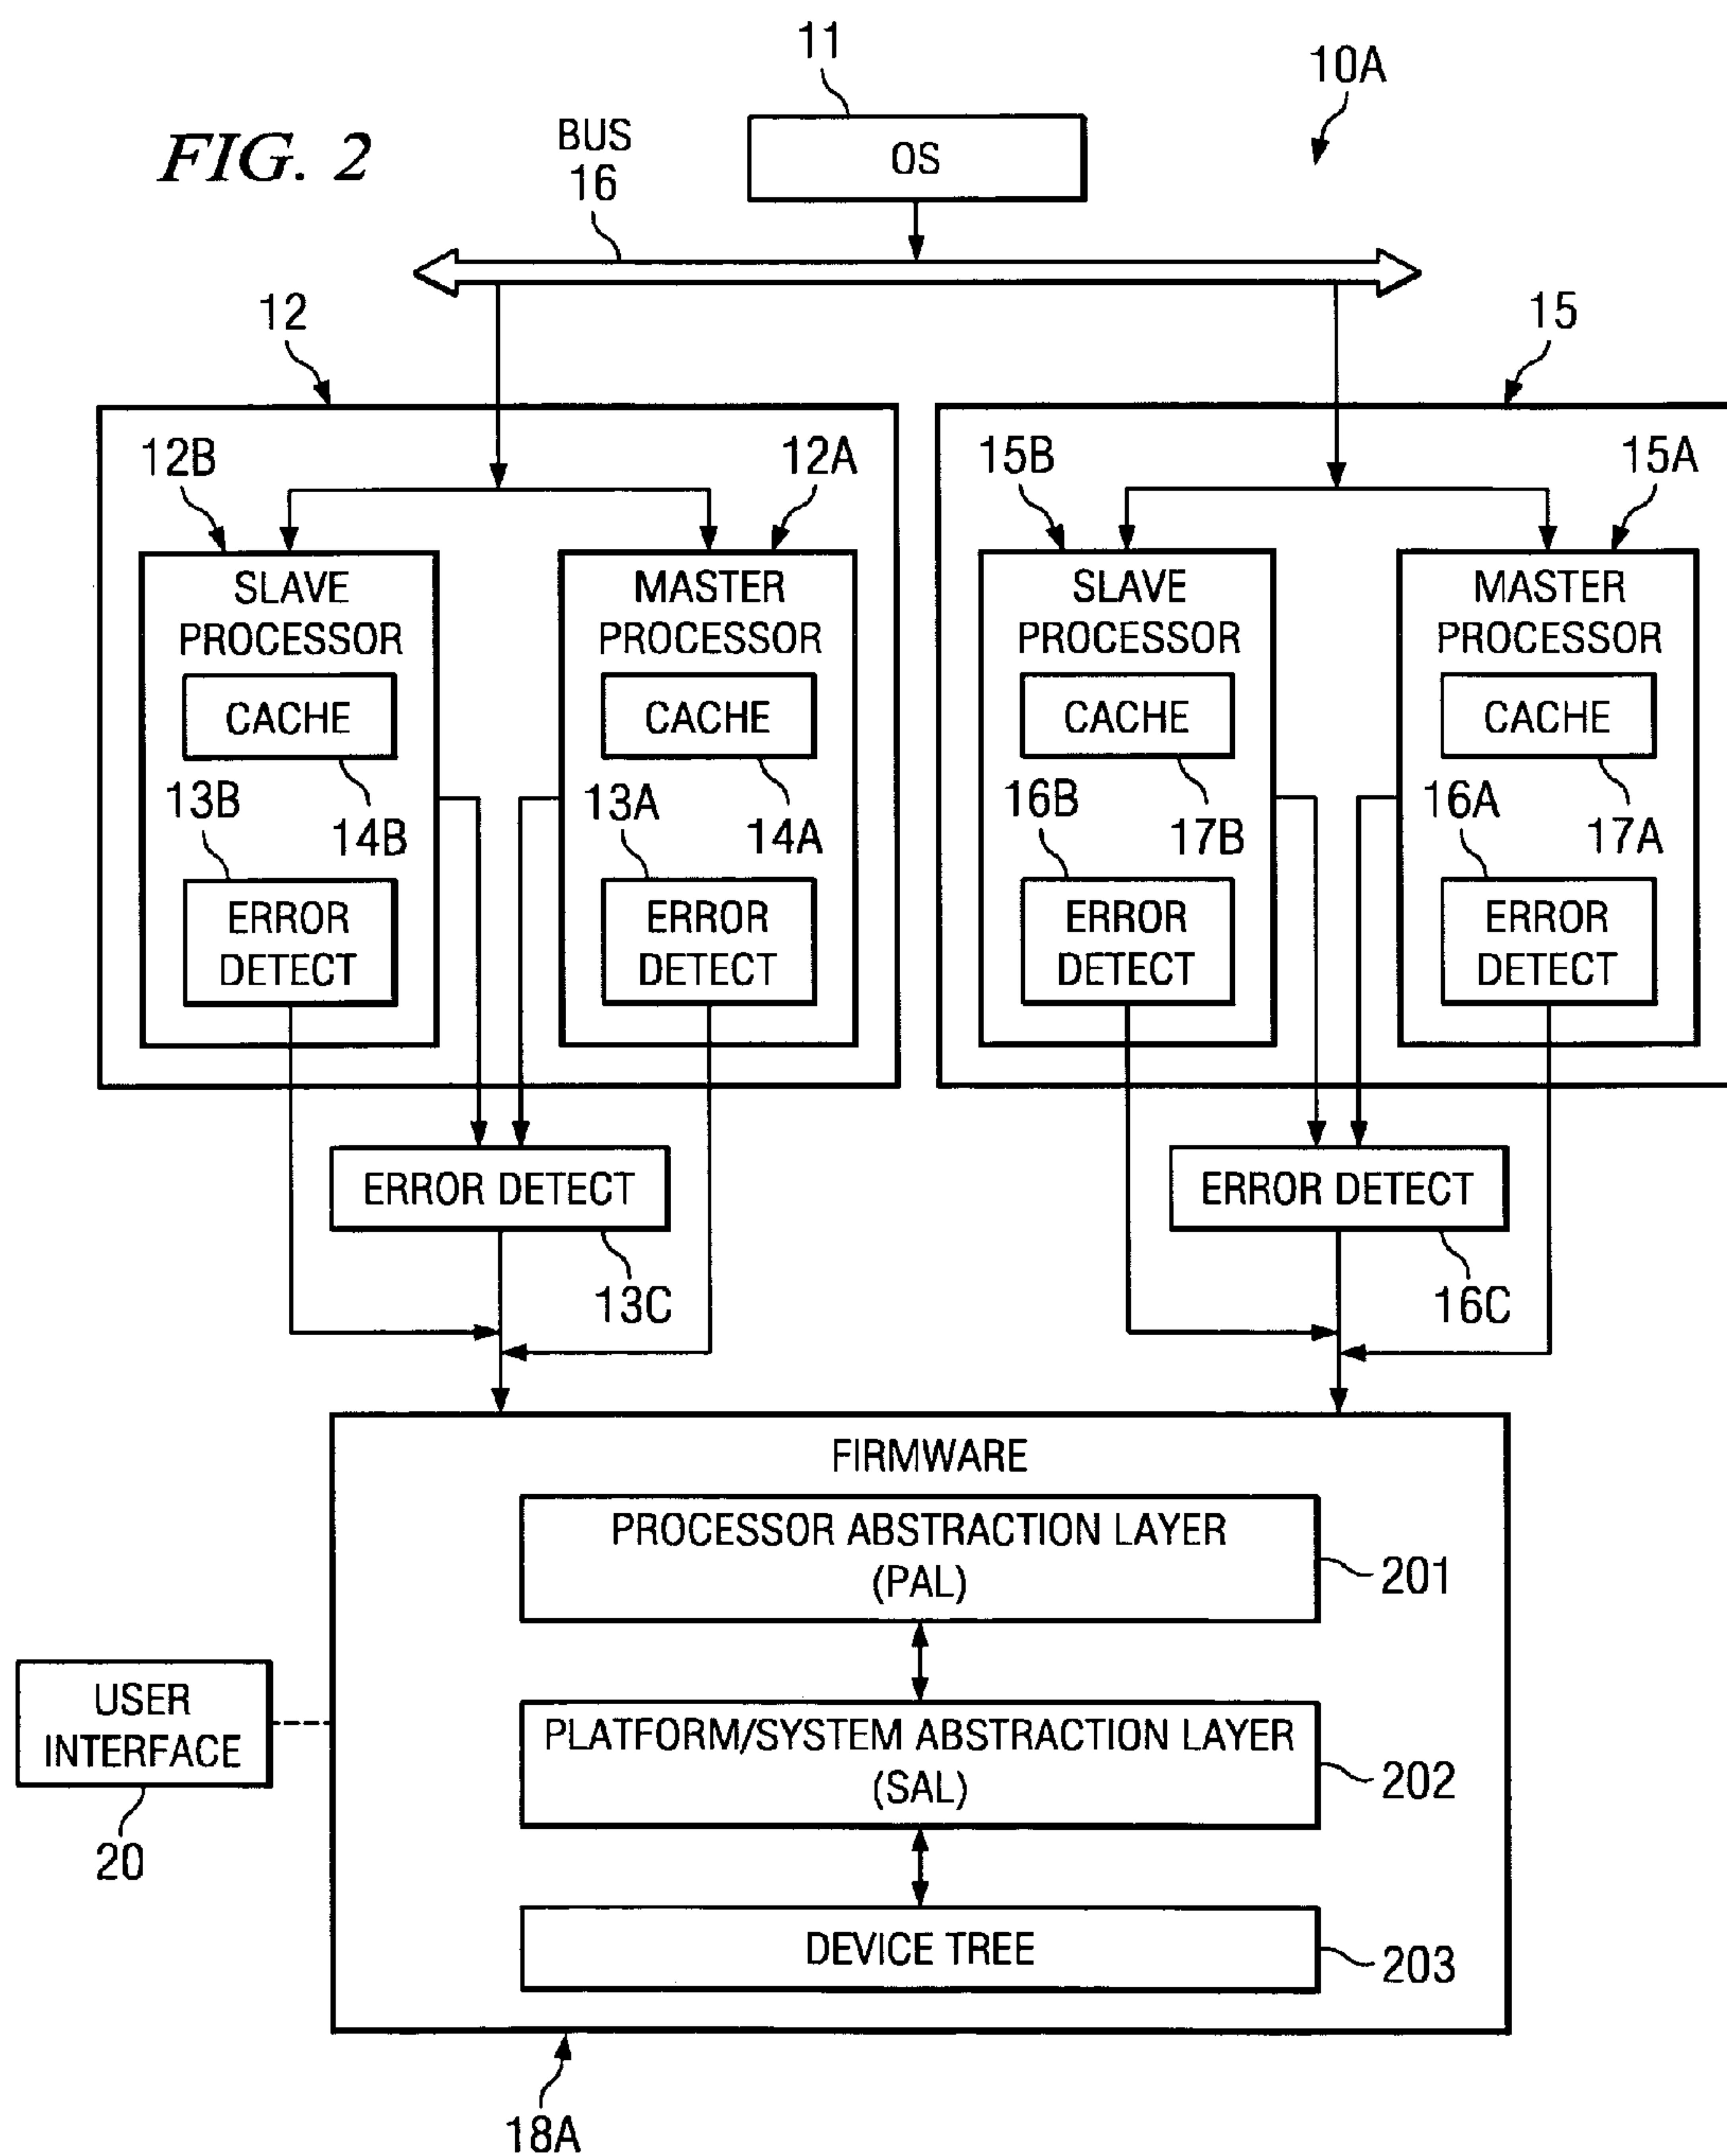 FIG. 2
11
10A
BUS
16
OS
12
15
12B
12A
15B
15A
SLAVE
PROCESSOR
MASTER
PROCESSOR
SLAVE
PROCESSOR
MASTER
PROCESSOR
CACHE
CACHE
CACHE
CACHE
13B
14B
13A
14A
16B
17B
16A
17A
ERROR
DETECT
ERROR
DETECT
ERROR
DETECT
ERROR
DETECT
ERROR DETECT
ERROR DETECT
13C
16C
FIRMWARE
PROCESSOR ABSTRACTION LAYER
(PAL)
201
USER
INTERFACE
20
PLATFORM/SYSTEM ABSTRACTION LAYER
(SAL)
202
DEVICE TREE
203
18A